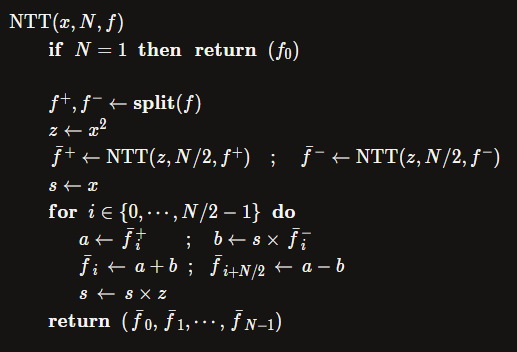 NTT(x, N, f)
if N = 1 then return (f₀)
f⁺, f⁻ ← split(f)
z ← x²
f̄⁺ ← NTT(z, N/2, f⁺) ; f̄⁻ ← NTT(z, N/2, f⁻)
s ← x
for i ∈ {0, ⋯, N/2 − 1} do
a ← f̄ᵢ⁺ ; b ← s × f̄ᵢ⁻
f̄ᵢ ← a + b ; f̄ᵢ₊N/₂ ← a − b
s ← s × z
return (f̄₀, f̄₁, ⋯, f̄N₋₁)